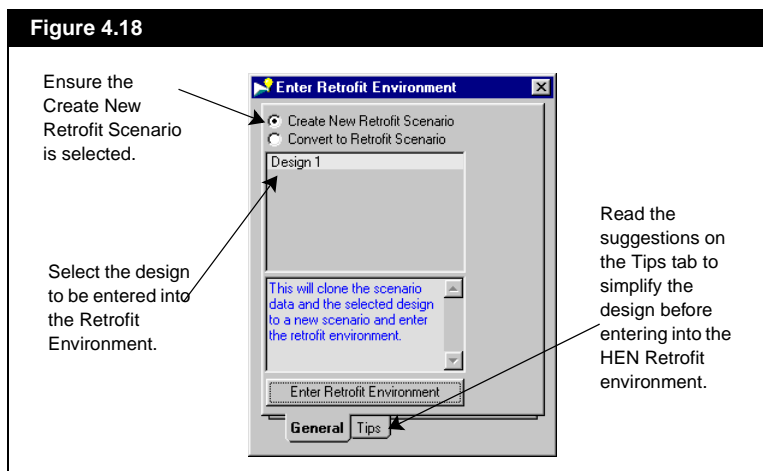 Figure 4.18
Ensure the
Create New
Retrofit Scenario
is selected.
Enter Retrofit Environment
Create New Retrofit Scenario
Convert to Retrofit Scenario
Design 1
Select the design
to be entered into
the Retrofit
Environment.
This will clone the scenario
data and the selected design
to a new scenario and enter
the retrofit environment.
Enter Retrofit Environment
General
Tips
Read the
suggestions on
the Tips tab to
simplify the
design before
entering into the
HEN Retrofit
environment.